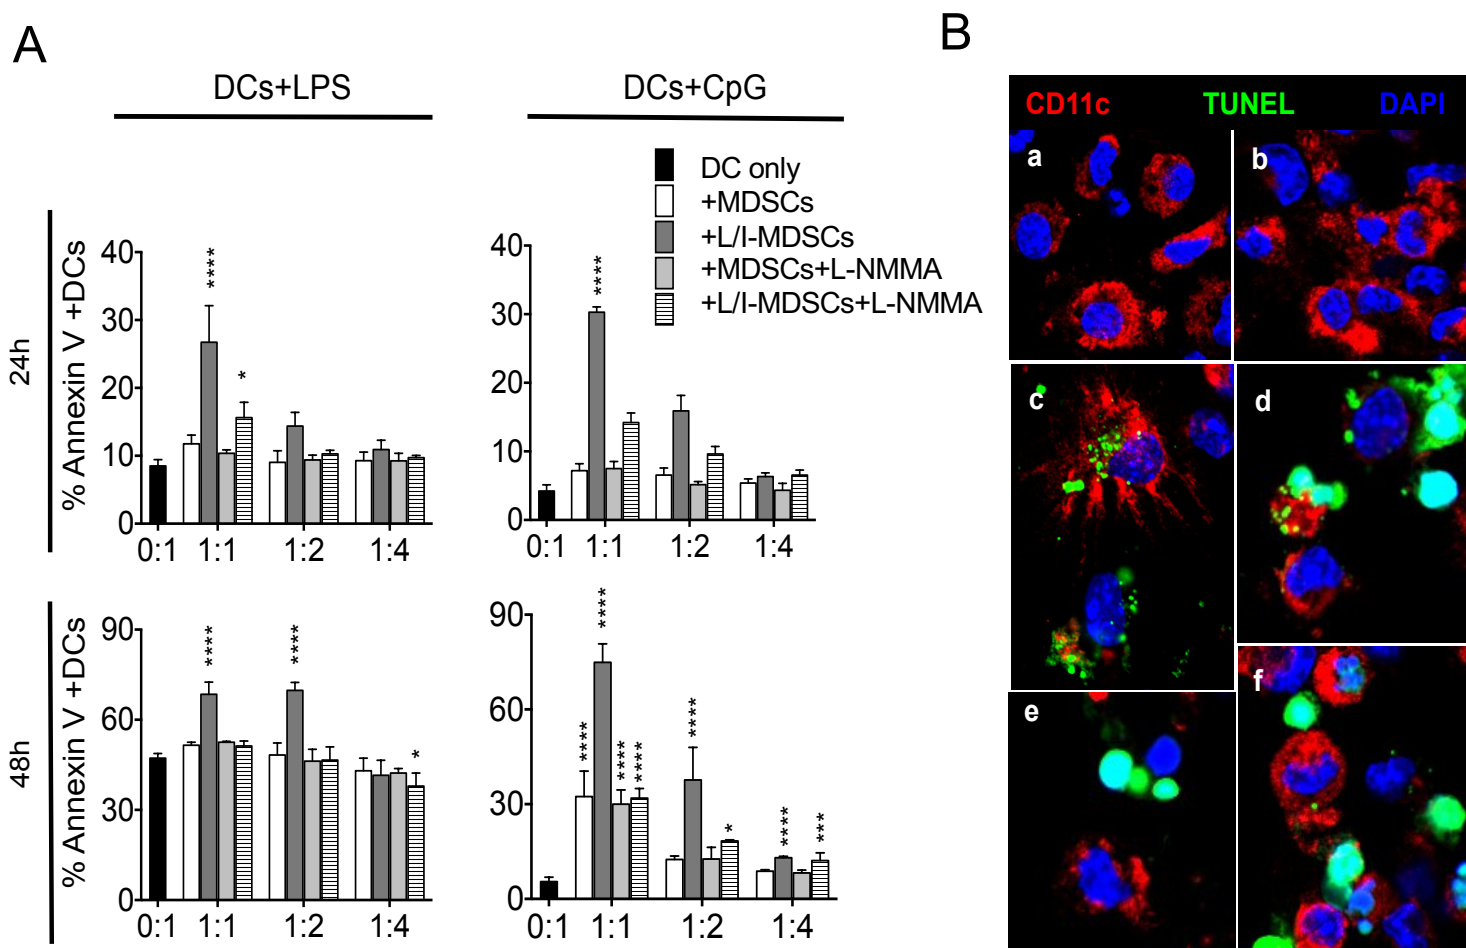 A
B
DCs+LPS
DCs+CpG
CD11c TUNEL DAPI
DC only
+MDSCs
+L/I-MDSCs
+MDSCs+L-NMMA
+L/I-MDSCs+L-NMMA
24h
% Annexin V +DCs
40
30
20
10
0
0:1 1:1 1:2 1:4
****
*
40
30
20
10
0
0:1 1:1 1:2 1:4
****
48h
% Annexin V +DCs
90
60
30
0
0:1 1:1 1:2 1:4
****
****
*
90
60
30
0
0:1 1:1 1:2 1:4
****
****
****
****
****
*
****
***
a
b
c
d
e
f